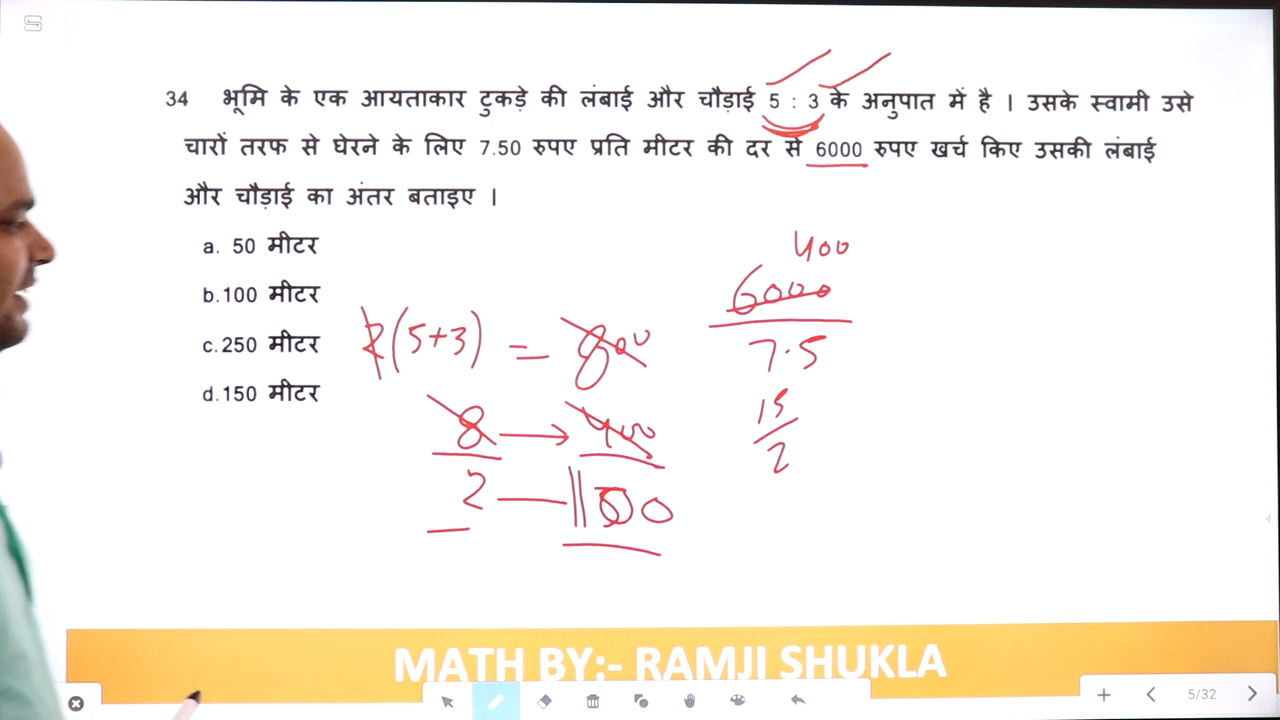 34 भूमि के एक आयताकार टुकड़े की लंबाई और चौड़ाई 5 : 3 के अनुपात में है । उसके स्वामी उसे
चारों तरफ से घेरने के लिए 7.50 रुपए प्रति मीटर की दर से 6000 रुपए खर्च किए उसकी लंबाई
और चौड़ाई का अंतर बताइए ।
a. 50 मीटर
b.100 मीटर
c.250 मीटर
d.150 मीटर
400
6000
7.5
15
2
2(5+3) = 800
8 → 400
2 — 100
MATH BY:- RAMJI SHUKLA
5/32